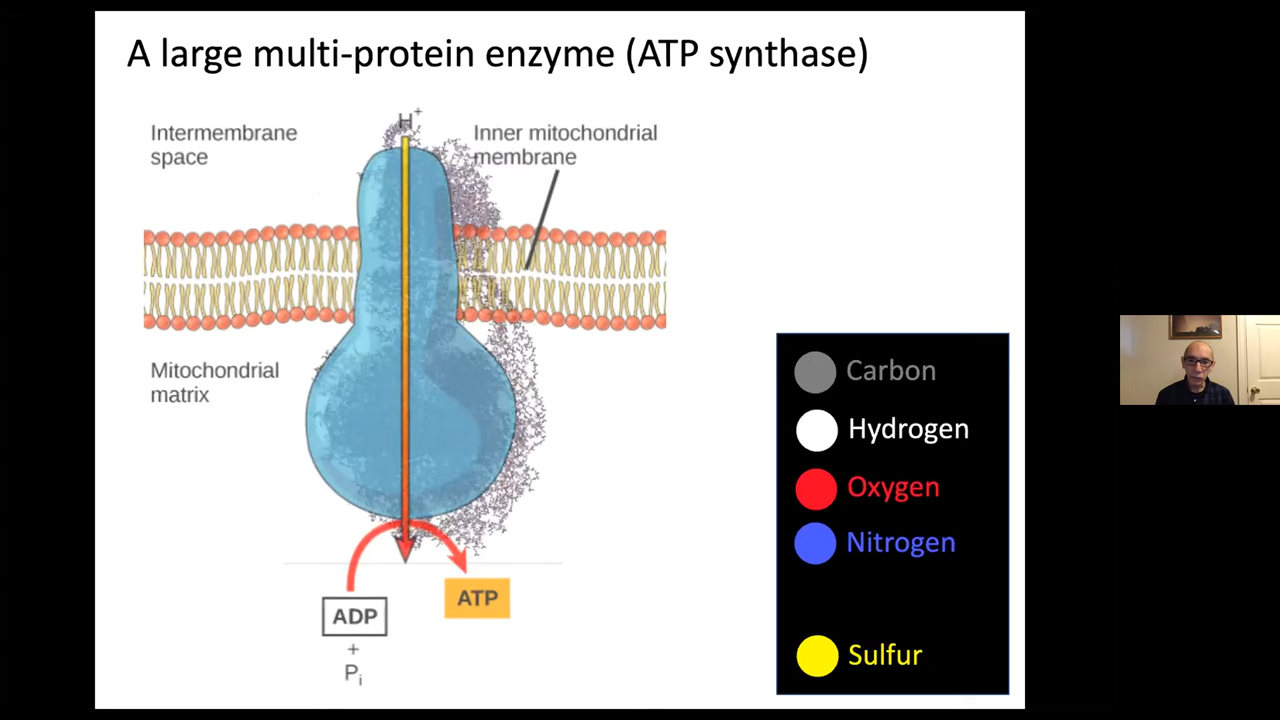 A large multi-protein enzyme (ATP synthase)
H+
Intermembrane
space
Inner mitochondrial
membrane
Mitochondrial
matrix
ADP
+
Pi
ATP
Carbon
Hydrogen
Oxygen
Nitrogen
Sulfur